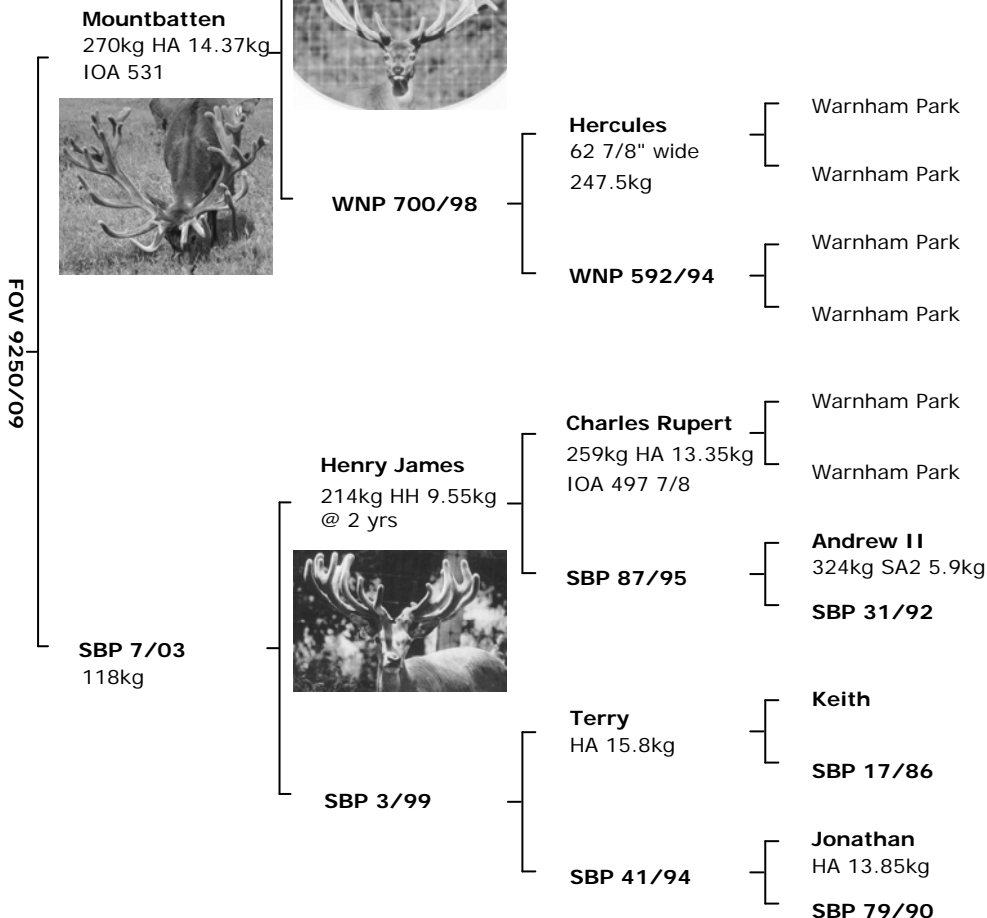 Mountbatten
270kg HA 14.37kg
IOA 531
FOV 9250/09
WNP 700/98
Hercules
62 7/8" wide
247.5kg
WNP 592/94
Warnham Park
Warnham Park
Warnham Park
Warnham Park
SBP 7/03
118kg
Henry James
214kg HH 9.55kg
@ 2 yrs
Charles Rupert
259kg HA 13.35kg
IOA 497 7/8
Warnham Park
Warnham Park
SBP 87/95
Andrew II
324kg SA2 5.9kg
SBP 31/92
SBP 3/99
Terry
HA 15.8kg
Keith
SBP 17/86
SBP 41/94
Jonathan
HA 13.85kg
SBP 79/90